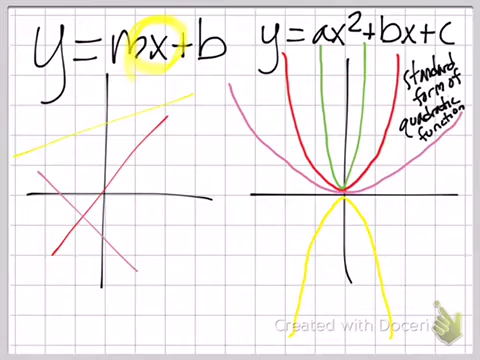 y=mx+b
y=ax²+bx+c
standard
form of
quadratic
function
Created with Doceri